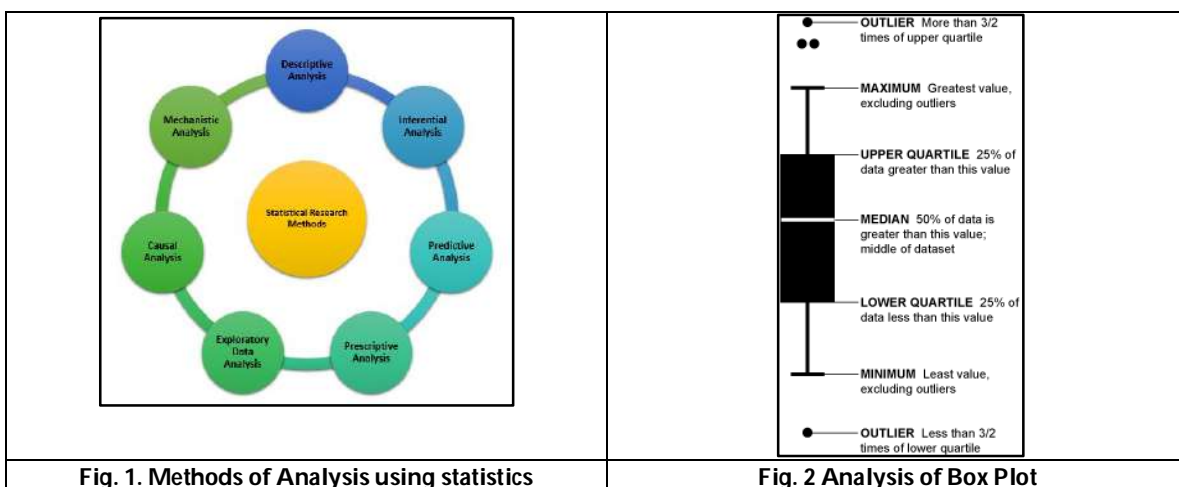 Descriptive
Analysis
Inferential
Analysis
Predictive
Analysis
Prescriptive
Analysis
Exploratory
Data
Analysis
Causal
Analysis
Mechanistic
Analysis
Statistical Research
Methods
Fig. 1. Methods of Analysis using statistics
OUTLIER More than 3/2
times of upper quartile
MAXIMUM Greatest value,
excluding outliers
UPPER QUARTILE 25% of
data greater than this value
MEDIAN 50% of data is
greater than this value;
middle of dataset
LOWER QUARTILE 25% of
data less than this value
MINIMUM Least value,
excluding outliers
OUTLIER Less than 3/2
times of lower quartile
Fig. 2 Analysis of Box Plot